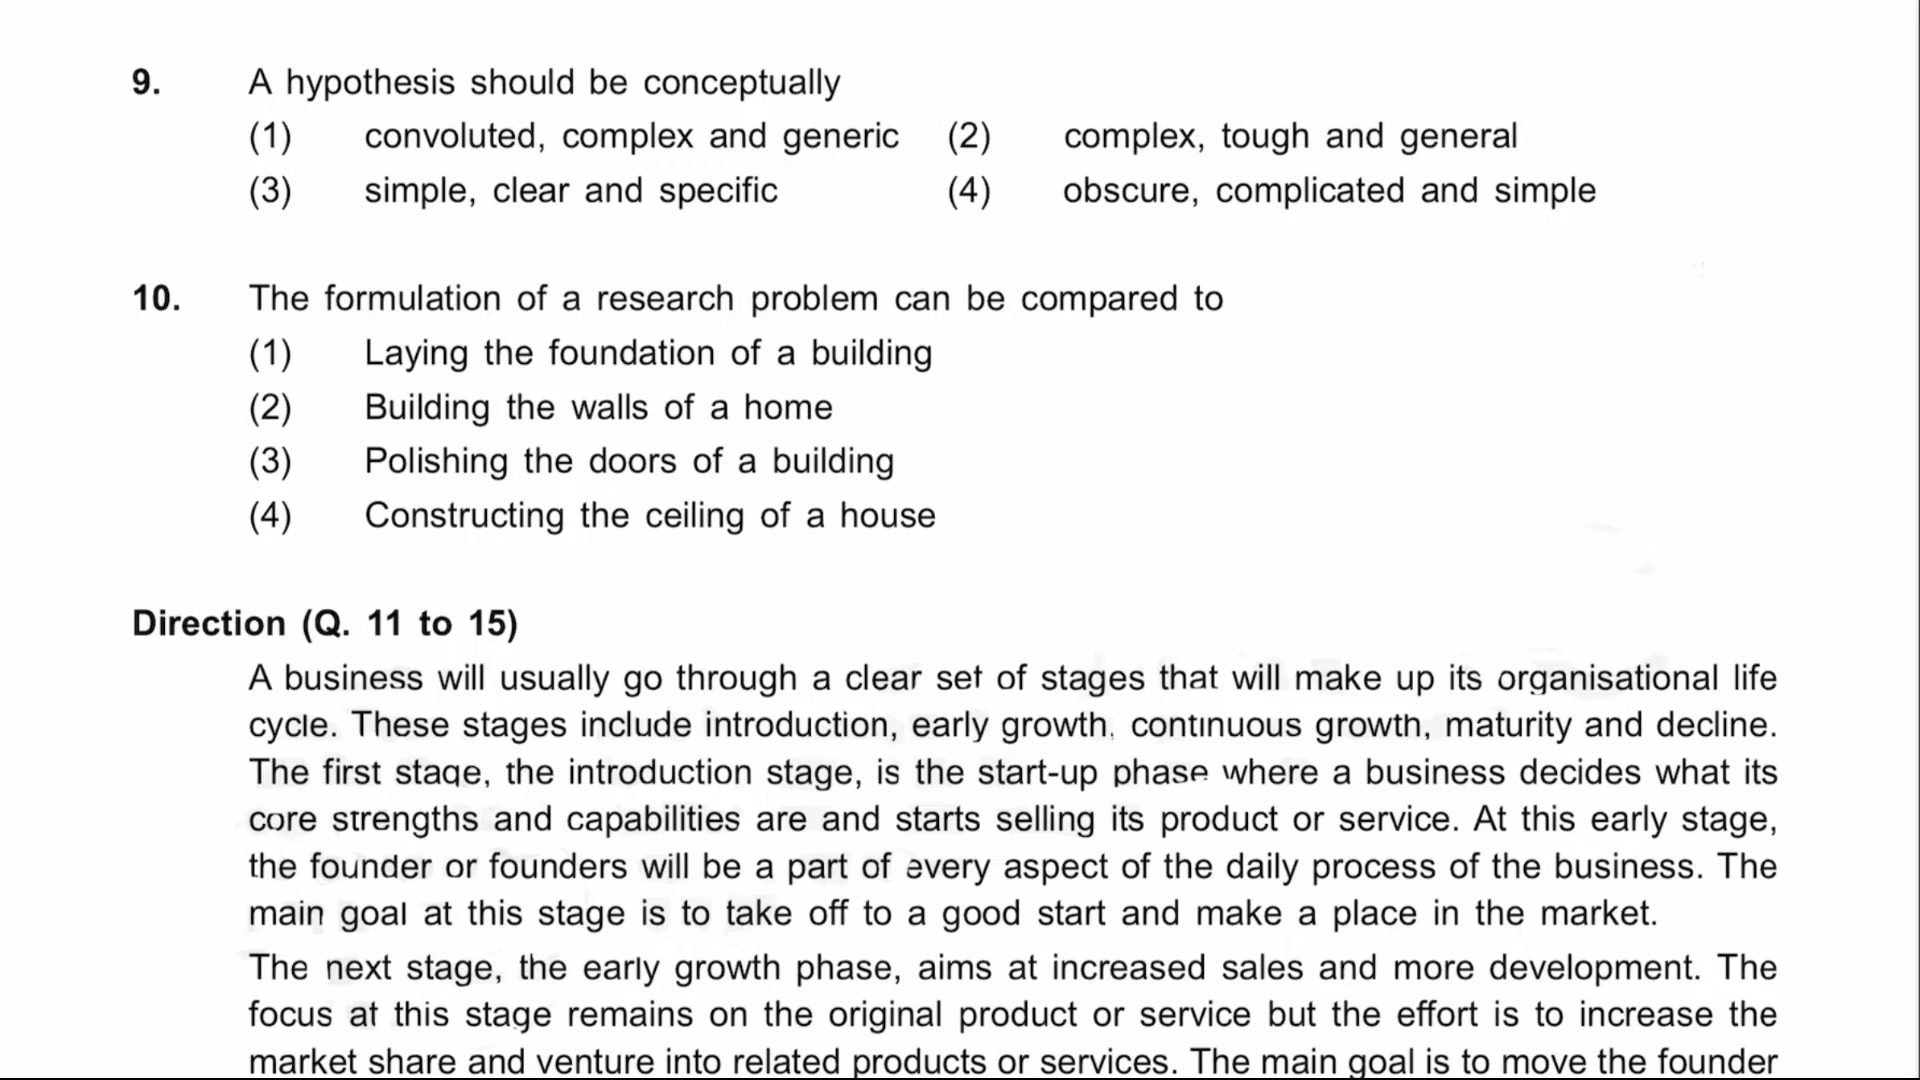 9. A hypothesis should be conceptually
(1) convoluted, complex and generic (2) complex, tough and general
(3) simple, clear and specific (4) obscure, complicated and simple
10. The formulation of a research problem can be compared to
(1) Laying the foundation of a building
(2) Building the walls of a home
(3) Polishing the doors of a building
(4) Constructing the ceiling of a house
Direction (Q. 11 to 15)
A business will usually go through a clear set of stages that will make up its organisational life
cycle. These stages include introduction, early growth, continuous growth, maturity and decline.
The first stage, the introduction stage, is the start-up phase where a business decides what its
core strengths and capabilities are and starts selling its product or service. At this early stage,
the founder or founders will be a part of every aspect of the daily process of the business. The
main goal at this stage is to take off to a good start and make a place in the market.
The next stage, the early growth phase, aims at increased sales and more development. The
focus at this stage remains on the original product or service but the effort is to increase the
market share and venture into related products or services. The main goal is to move the founder